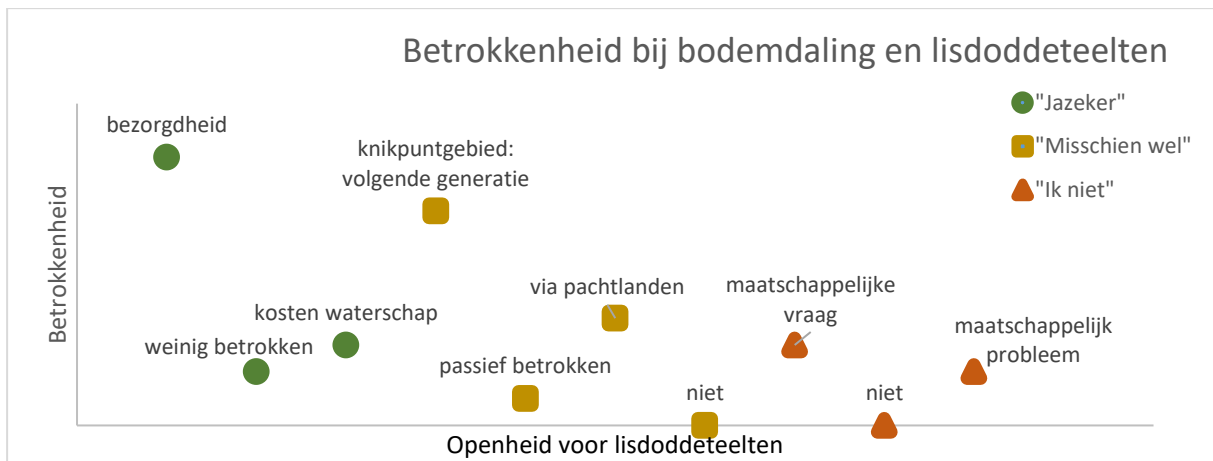 Betrokkenheid bij bodemdaling en lisdoddeteelten
"Jazeker"
"Misschien wel"
"Ik niet"
bezorgdheid
knikpuntgebied:
volgende generatie
Betrokkenheid
via pachtlanden
maatschappelijke
vraag
kosten waterschap
weinig betrokken
maatschappelijk
probleem
passief betrokken
niet
niet
Openheid voor lisdoddeteelten